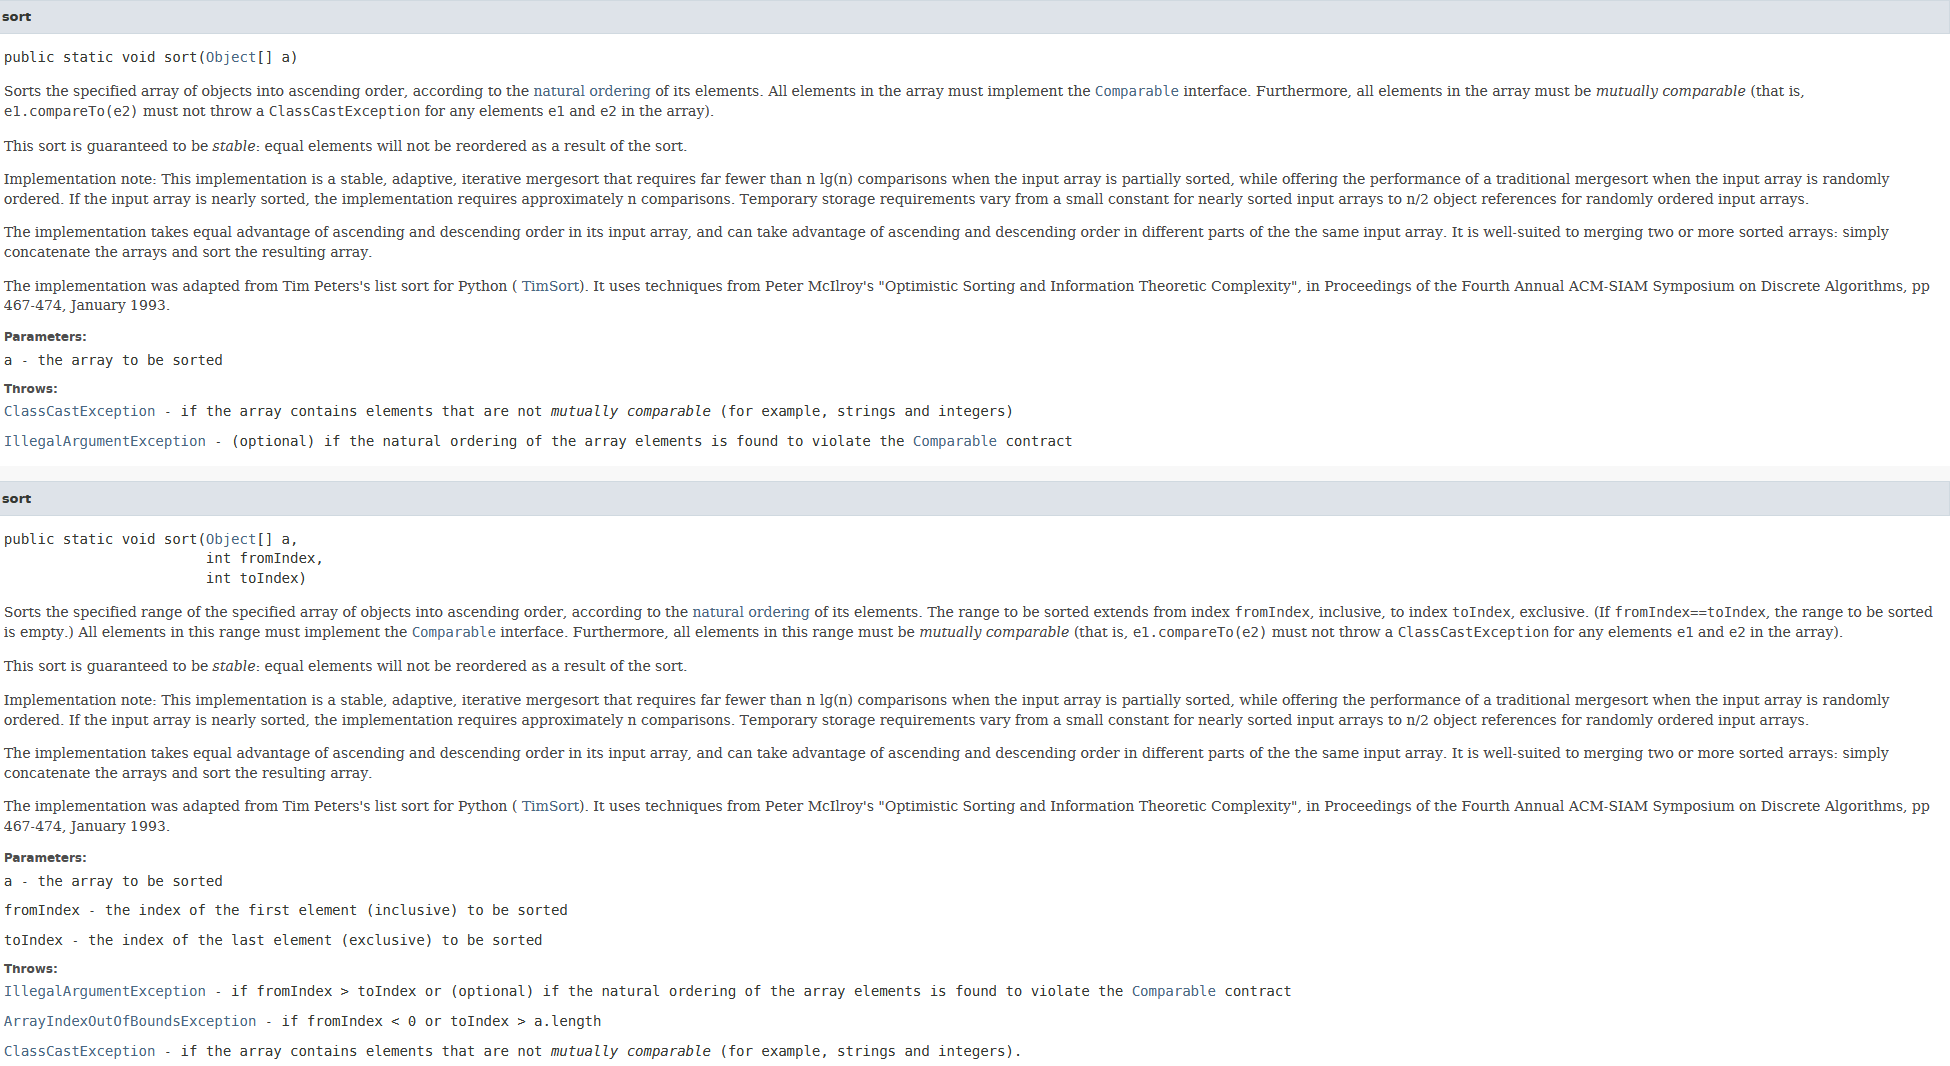 sort
public static void sort(Object[] a)
Sorts the specified array of objects into ascending order, according to the natural ordering of its elements. All elements in the array must implement the Comparable interface. Furthermore, all elements in the array must be mutually comparable (that is,
e1.compareTo(e2) must not throw a ClassCastException for any elements e1 and e2 in the array).
This sort is guaranteed to be stable: equal elements will not be reordered as a result of the sort.
Implementation note: This implementation is a stable, adaptive, iterative mergesort that requires far fewer than n lg(n) comparisons when the input array is partially sorted, while offering the performance of a traditional mergesort when the input array is randomly
ordered. If the input array is nearly sorted, the implementation requires approximately n comparisons. Temporary storage requirements vary from a small constant for nearly sorted input arrays to n/2 object references for randomly ordered input arrays.
The implementation takes equal advantage of ascending and descending order in its input array, and can take advantage of ascending and descending order in different parts of the the same input array. It is well-suited to merging two or more sorted arrays: simply
concatenate the arrays and sort the resulting array.
The implementation was adapted from Tim Peters's list sort for Python ( TimSort). It uses techniques from Peter McIlroy's "Optimistic Sorting and Information Theoretic Complexity", in Proceedings of the Fourth Annual ACM-SIAM Symposium on Discrete Algorithms, pp
467-474, January 1993.
Parameters:
a - the array to be sorted
Throws:
ClassCastException - if the array contains elements that are not mutually comparable (for example, strings and integers)
IllegalArgumentException - (optional) if the natural ordering of the array elements is found to violate the Comparable contract
sort
public static void sort(Object[] a,
int fromIndex,
int toIndex)
Sorts the specified range of the specified array of objects into ascending order, according to the natural ordering of its elements. The range to be sorted extends from index fromIndex, inclusive, to index toIndex, exclusive. (If fromIndex==toIndex, the range to be sorted
is empty.) All elements in this range must implement the Comparable interface. Furthermore, all elements in this range must be mutually comparable (that is, e1.compareTo(e2) must not throw a ClassCastException for any elements e1 and e2 in the array).
This sort is guaranteed to be stable: equal elements will not be reordered as a result of the sort.
Implementation note: This implementation is a stable, adaptive, iterative mergesort that requires far fewer than n lg(n) comparisons when the input array is partially sorted, while offering the performance of a traditional mergesort when the input array is randomly
ordered. If the input array is nearly sorted, the implementation requires approximately n comparisons. Temporary storage requirements vary from a small constant for nearly sorted input arrays to n/2 object references for randomly ordered input arrays.
The implementation takes equal advantage of ascending and descending order in its input array, and can take advantage of ascending and descending order in different parts of the the same input array. It is well-suited to merging two or more sorted arrays: simply
concatenate the arrays and sort the resulting array.
The implementation was adapted from Tim Peters's list sort for Python ( TimSort). It uses techniques from Peter McIlroy's "Optimistic Sorting and Information Theoretic Complexity", in Proceedings of the Fourth Annual ACM-SIAM Symposium on Discrete Algorithms, pp
467-474, January 1993.
Parameters:
a - the array to be sorted
fromIndex - the index of the first element (inclusive) to be sorted
toIndex - the index of the last element (exclusive) to be sorted
Throws:
IllegalArgumentException - if fromIndex > toIndex or (optional) if the natural ordering of the array elements is found to violate the Comparable contract
ArrayIndexOutOfBoundsException - if fromIndex < 0 or toIndex > a.length
ClassCastException - if the array contains elements that are not mutually comparable (for example, strings and integers).